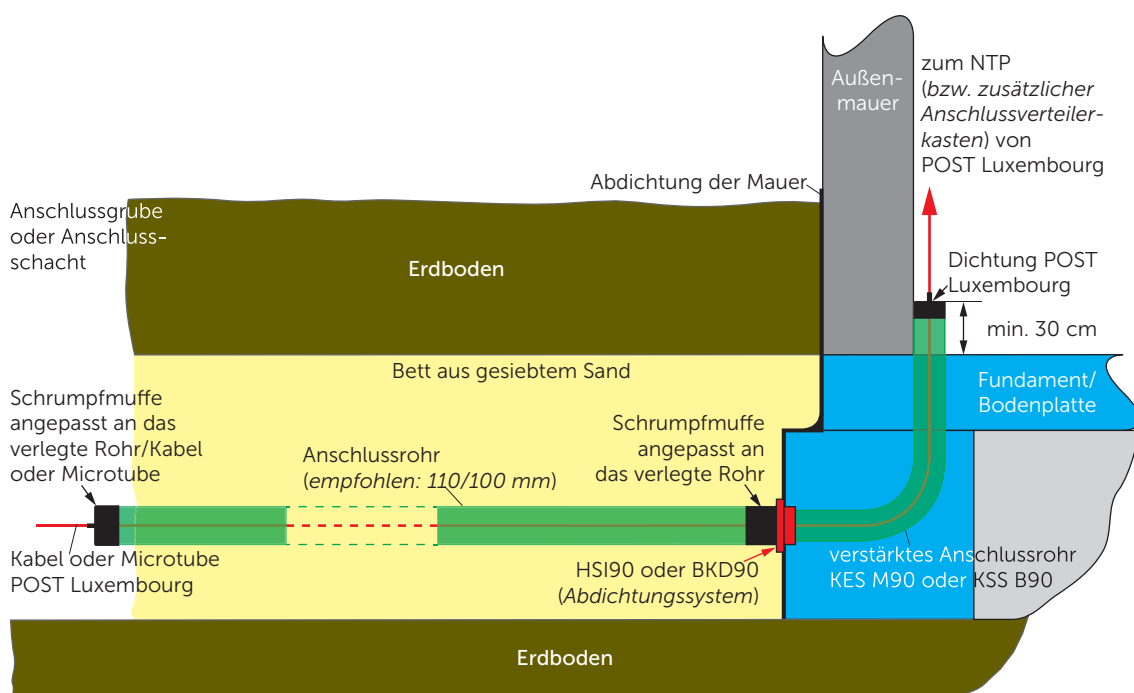 Außen-
mauer
zum NTP
(bzw. zusätzlicher
Anschlussverteiler-
kasten) von
POST Luxembourg
Abdichtung der Mauer
Anschlussgrube
oder Anschluss-
schacht
Erdboden
Dichtung POST
Luxembourg
min. 30 cm
Bett aus gesiebtem Sand
Fundament/
Bodenplatte
Schrumpfmuffe
angepasst an das
verlegte Rohr/Kabel
oder Microtube
Anschlussrohr
(empfohlen: 110/100 mm)
Schrumpfmuffe
angepasst an
das verlegte Rohr
Kabel oder Microtube
POST Luxembourg
HSI90 oder BKD90
(Abdichtungssystem)
verstärktes Anschlussrohr
KES M90 oder KSS B90
Erdboden